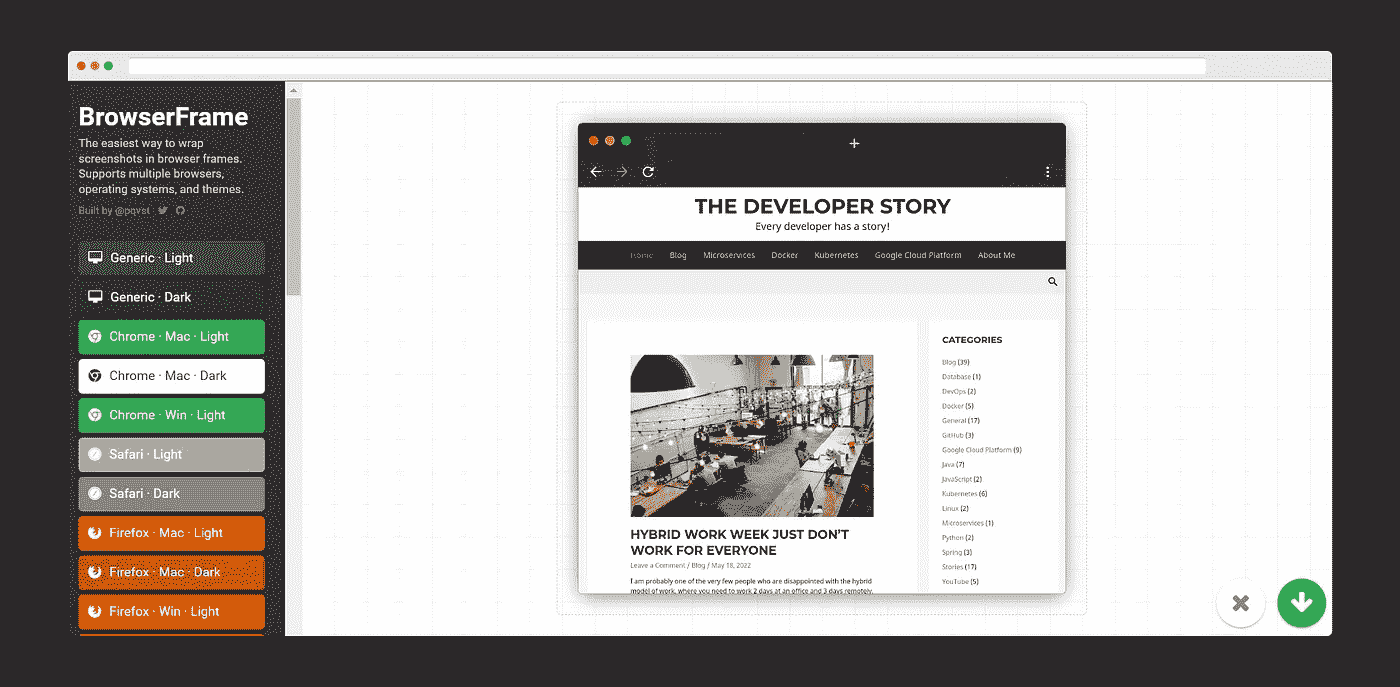 BrowserFrame
The easiest way to wrap
screenshots in browser frames.
Supports multiple browsers,
operating systems, and themes.
Built by @pqvst
Generic · Light
Generic · Dark
Chrome · Mac · Light
Chrome · Mac · Dark
Chrome · Win · Light
Safari · Light
Safari · Dark
Firefox · Mac · Light
Firefox · Mac · Dark
Firefox · Win · Light
THE DEVELOPER STORY
Every developer has a story!
Home Blog Microservices Docker Kubernetes Google Cloud Platform About Me
HYBRID WORK WEEK JUST DON'T
WORK FOR EVERYONE
Leave a Comment / Blog / May 18, 2022
I am probably one of the very few people who are disappointed with the hybrid
model of work, where you need to work 2 days at an office and 3 days remotely.
CATEGORIES
Blog (39)
Database (1)
DevOps (2)
Docker (5)
General (17)
GitHub (3)
Google Cloud Platform (9)
Java (7)
JavaScript (2)
Kubernetes (6)
Linux (2)
Microservices (1)
Python (2)
Spring (3)
Stories (17)
YouTube (5)